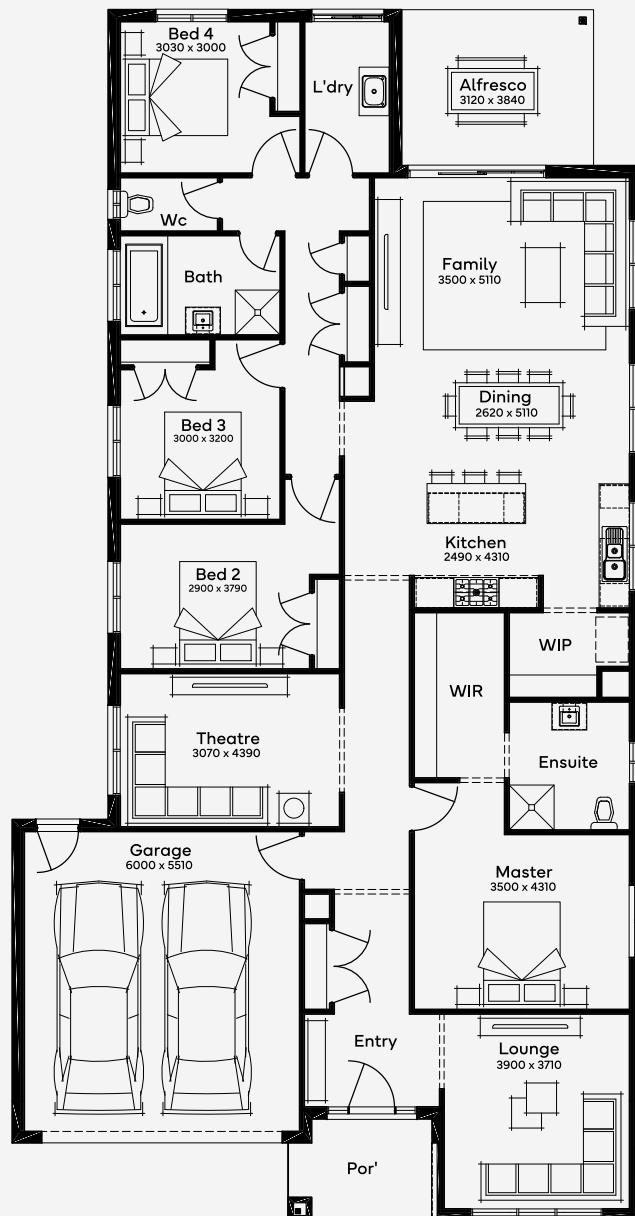 Bed 4
3030 x 3000
L'dry
Alfresco
3120 x 3840
Wc
Bath
Family
3500 x 5110
Dining
2620 x 5110
Bed 3
3000 x 3200
Kitchen
2490 x 4310
Bed 2
2900 x 3790
WIP
WIR
Theatre
3070 x 4390
Ensuite
Garage
6000 x 5510
Master
3500 x 4310
Entry
Lounge
3900 x 3710
Por'